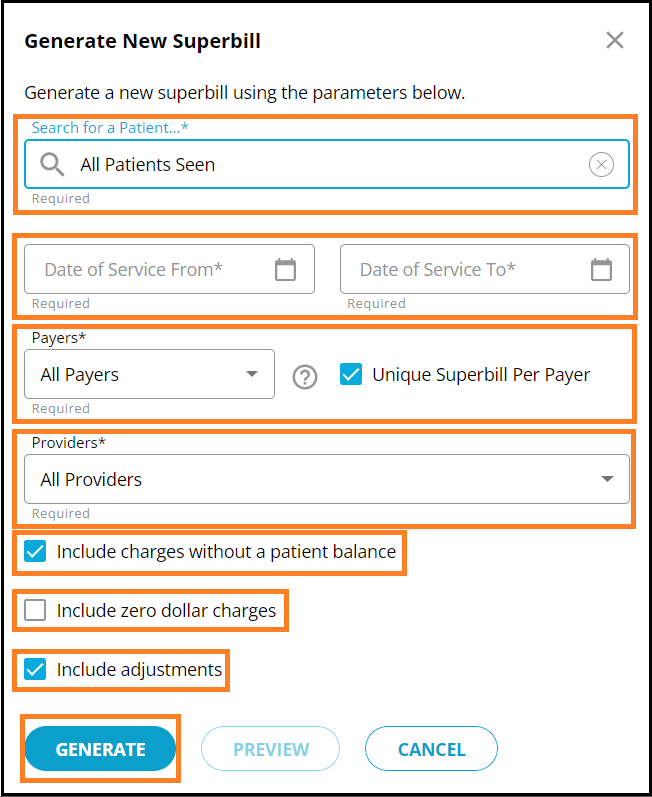 Generate New Superbill
Generate a new superbill using the parameters below.
Search for a Patient...*
All Patients Seen
Required
Date of Service From* Date of Service To*
Required Required
Payers*
All Payers Unique Superbill Per Payer
Required
Providers*
All Providers
Required
Include charges without a patient balance
Include zero dollar charges
Include adjustments
GENERATE PREVIEW CANCEL